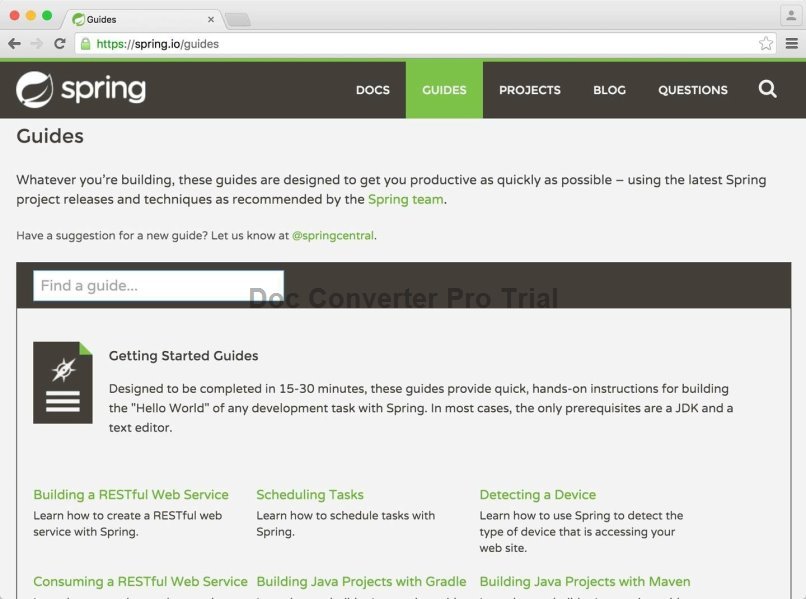 Guides
https://spring.io/guides
spring
DOCS GUIDES PROJECTS BLOG QUESTIONS
Guides
Whatever you're building, these guides are designed to get you productive as quickly as possible – using the latest Spring
project releases and techniques as recommended by the Spring team.
Have a suggestion for a new guide? Let us know at @springcentral.
Find a guide...
Doc Converter Pro Trial
Getting Started Guides
Designed to be completed in 15-30 minutes, these guides provide quick, hands-on instructions for building
the "Hello World" of any development task with Spring. In most cases, the only prerequisites are a JDK and a
text editor.
Building a RESTful Web Service
Learn how to create a RESTful web
service with Spring.
Scheduling Tasks
Learn how to schedule tasks with
Spring.
Detecting a Device
Learn how to use Spring to detect the
type of device that is accessing your
web site.
Consuming a RESTful Web Service
Building Java Projects with Gradle
Building Java Projects with Maven